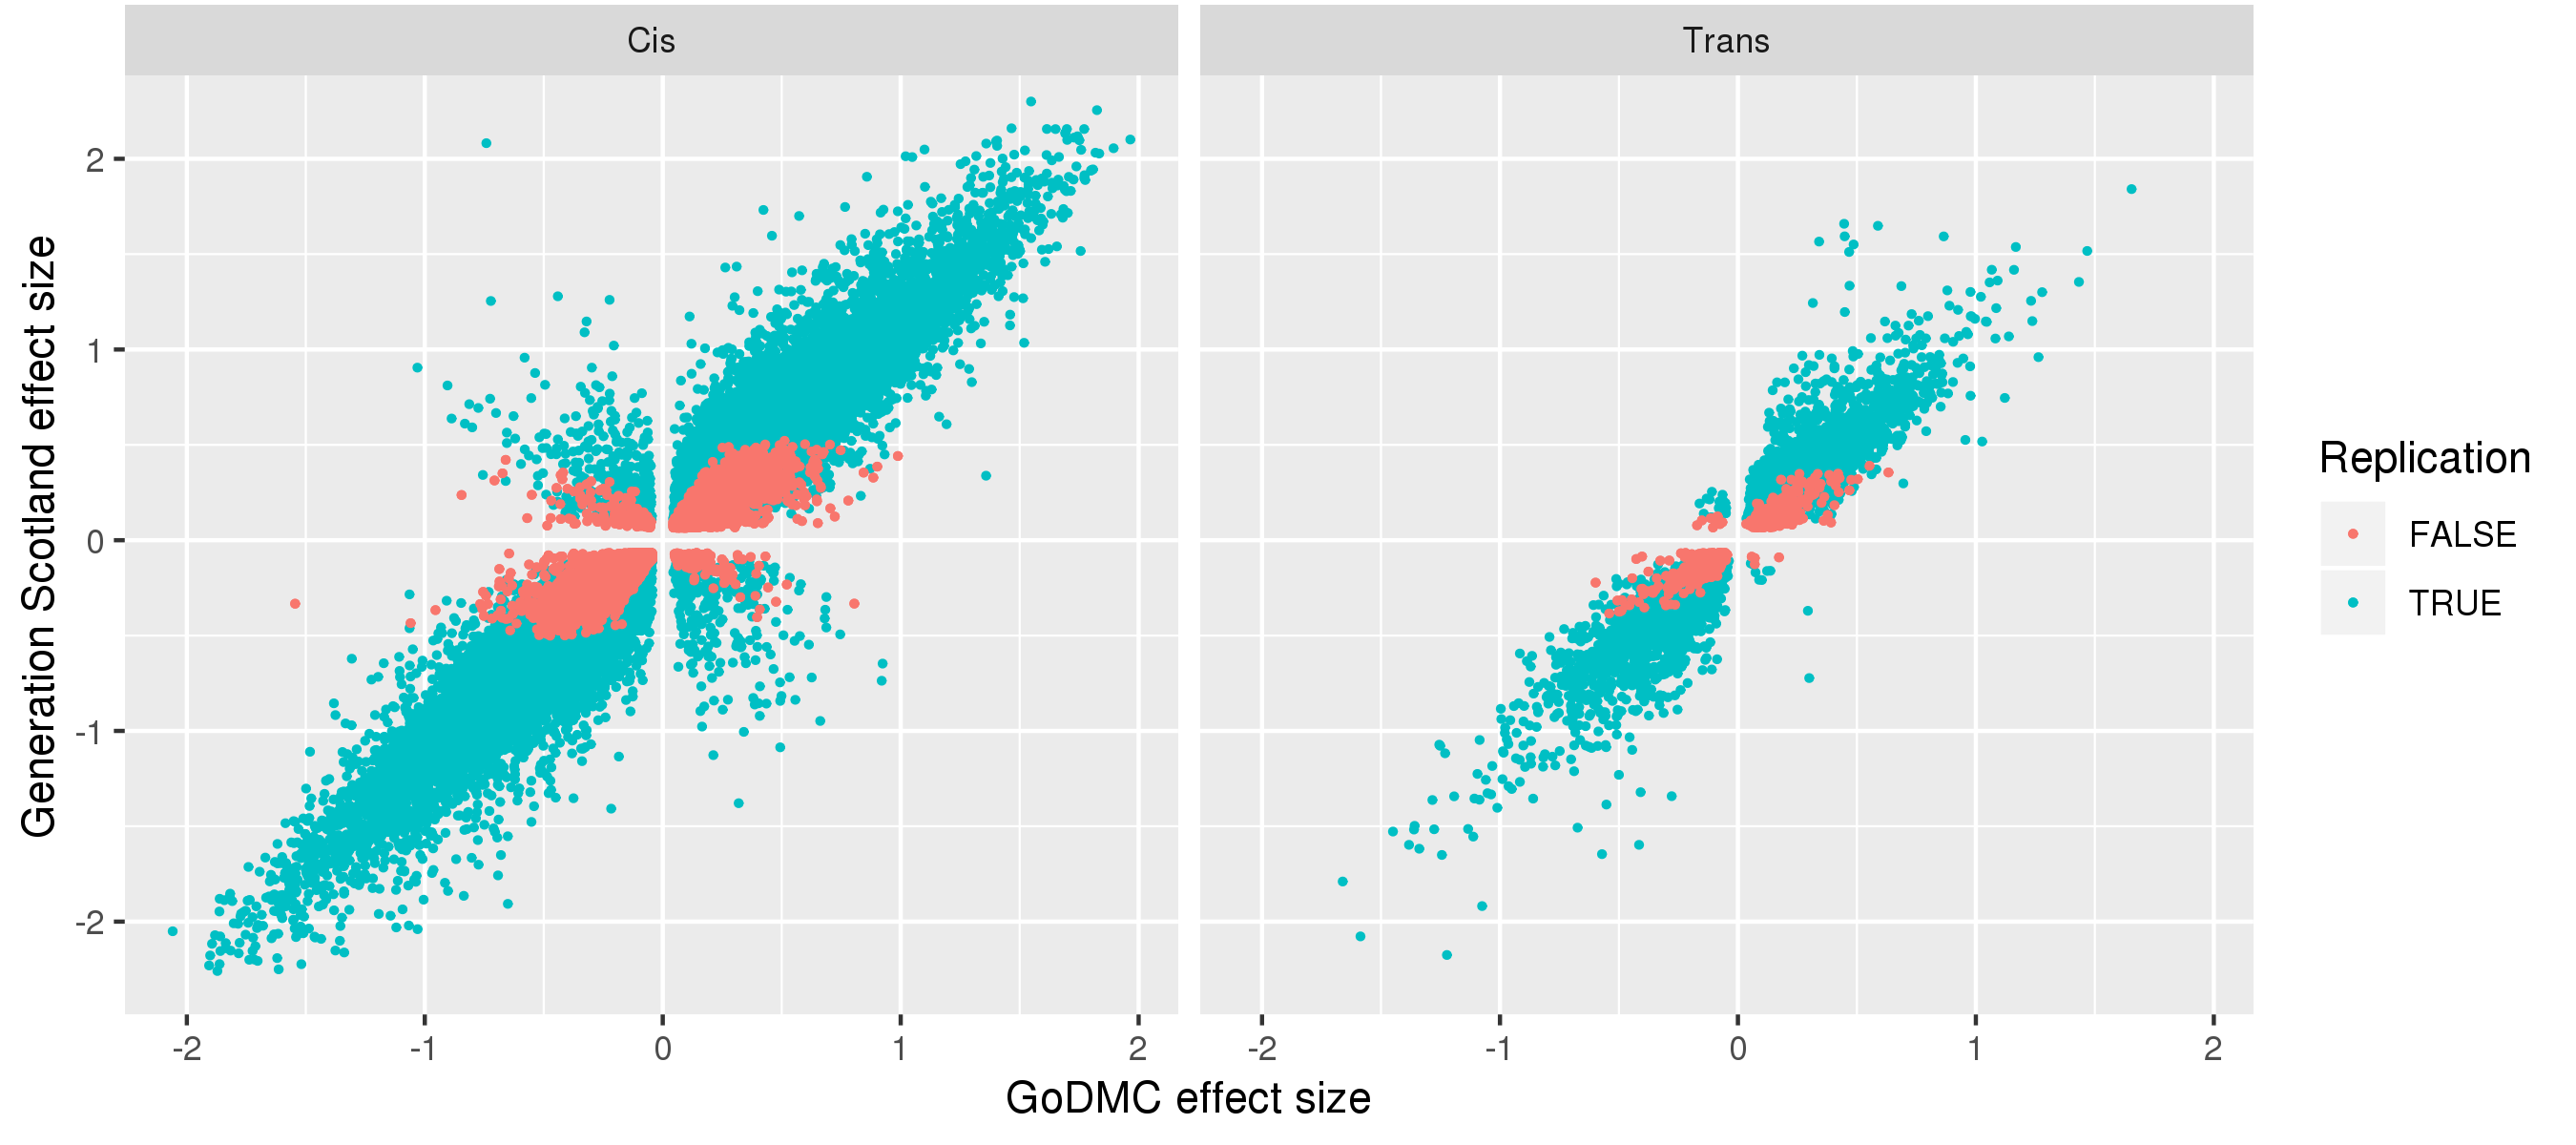 Cis
Trans
Generation Scotland effect size
2
1
0
-1
-2
-2
-1
0
1
2
-2
-1
0
1
2
GoDMC effect size
Replication
FALSE
TRUE